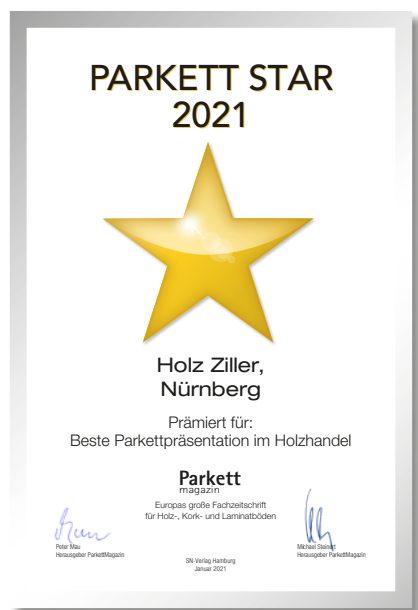 PARKETT STAR
2021
Holz Ziller,
Nürnberg
Prämiert für:
Beste Parkettpräsentation im Holzhandel
Parkett
magazin
Europas große Fachzeitschrift
für Holz-, Kork- und Laminatböden
Peter Mau
Herausgeber ParkettMagazin
Michael Steinert
Herausgeber ParkettMagazin
SN-Verlag Hamburg
Januar 2021